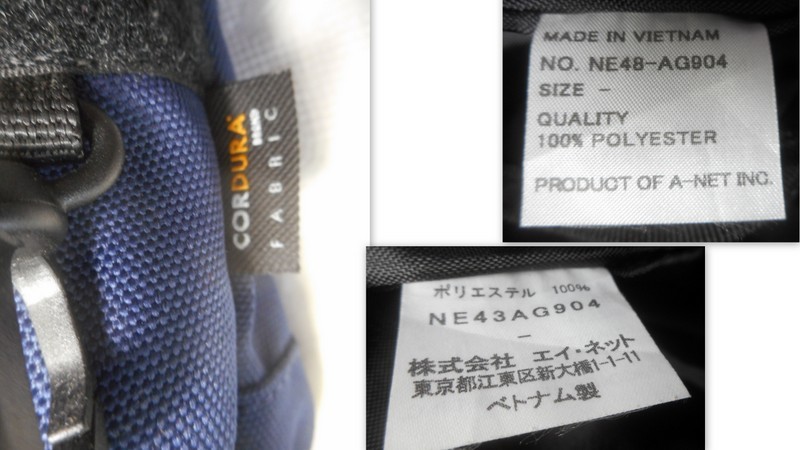 CORDURA
BRAND
FABRIC
MADE IN VIETNAM
NO. NE48-AG904
SIZE -
QUALITY
100% POLYESTER
PRODUCT OF A-NET INC.
ポリエステル 100%
NE43AG904
-
株式会社 エイ・ネット
東京都江東区新大橋1-1-11
ベトナム製